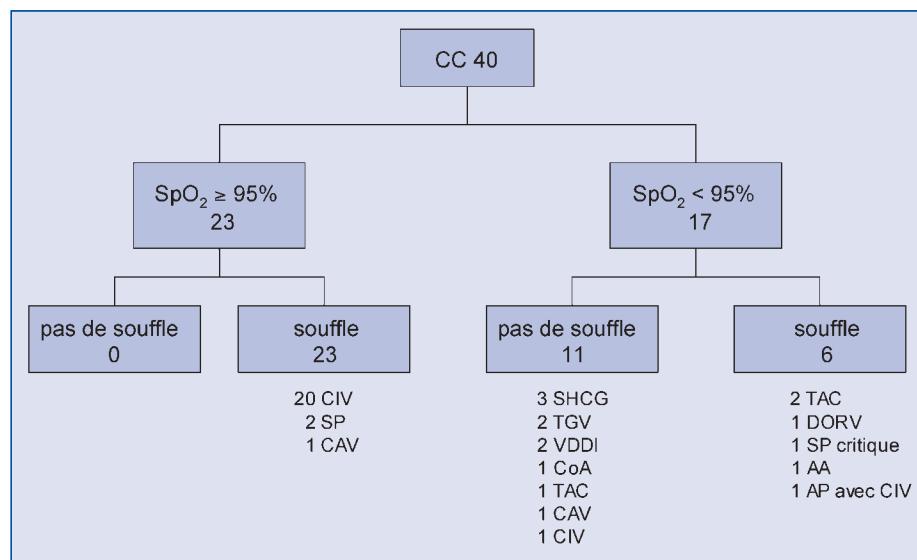 CC 40
SpO₂ ≥ 95%
23
SpO₂ < 95%
17
pas de souffle
0
souffle
23
pas de souffle
11
souffle
6
20 CIV
2 SP
1 CAV
3 SHCG
2 TGV
2 VDDI
1 CoA
1 TAC
1 CAV
1 CIV
2 TAC
1 DORV
1 SP critique
1 AA
1 AP avec CIV